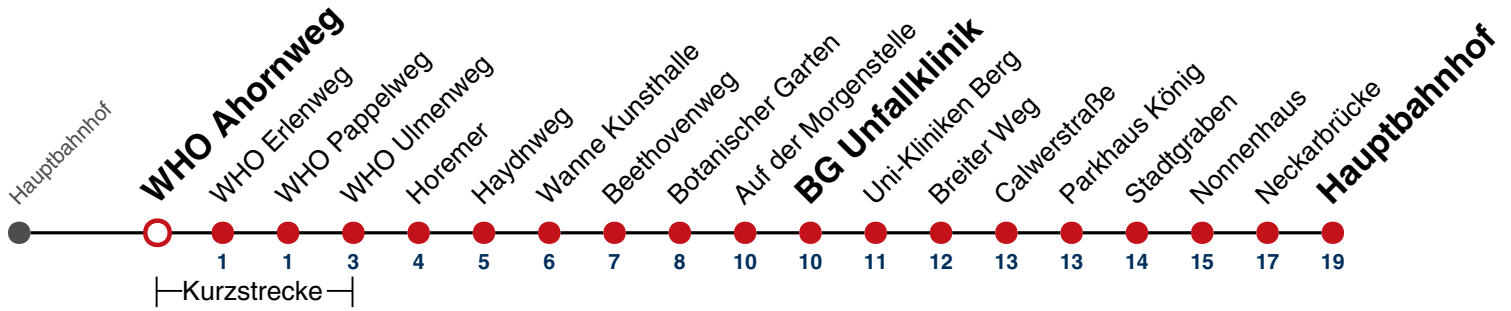 Hauptbahnhof
WHO Ahornweg
WHO Erlenweg
WHO Pappelweg
WHO Ulmenweg
Horemer
Haydnweg
Wanne Kunsthalle
Beethovenweg
Botanischer Garten
Auf der Morgenstelle
BG Unfallklinik
Uni-Kliniken Berg
Breiter Weg
Calwerstraße
Parkhaus König
Stadtgraben
Nonnenhaus
Neckarbrücke
Hauptbahnhof
1 1 3 4 5 6 7 8 10 10 11 12 13 13 14 15 17 19
Kurzstrecke